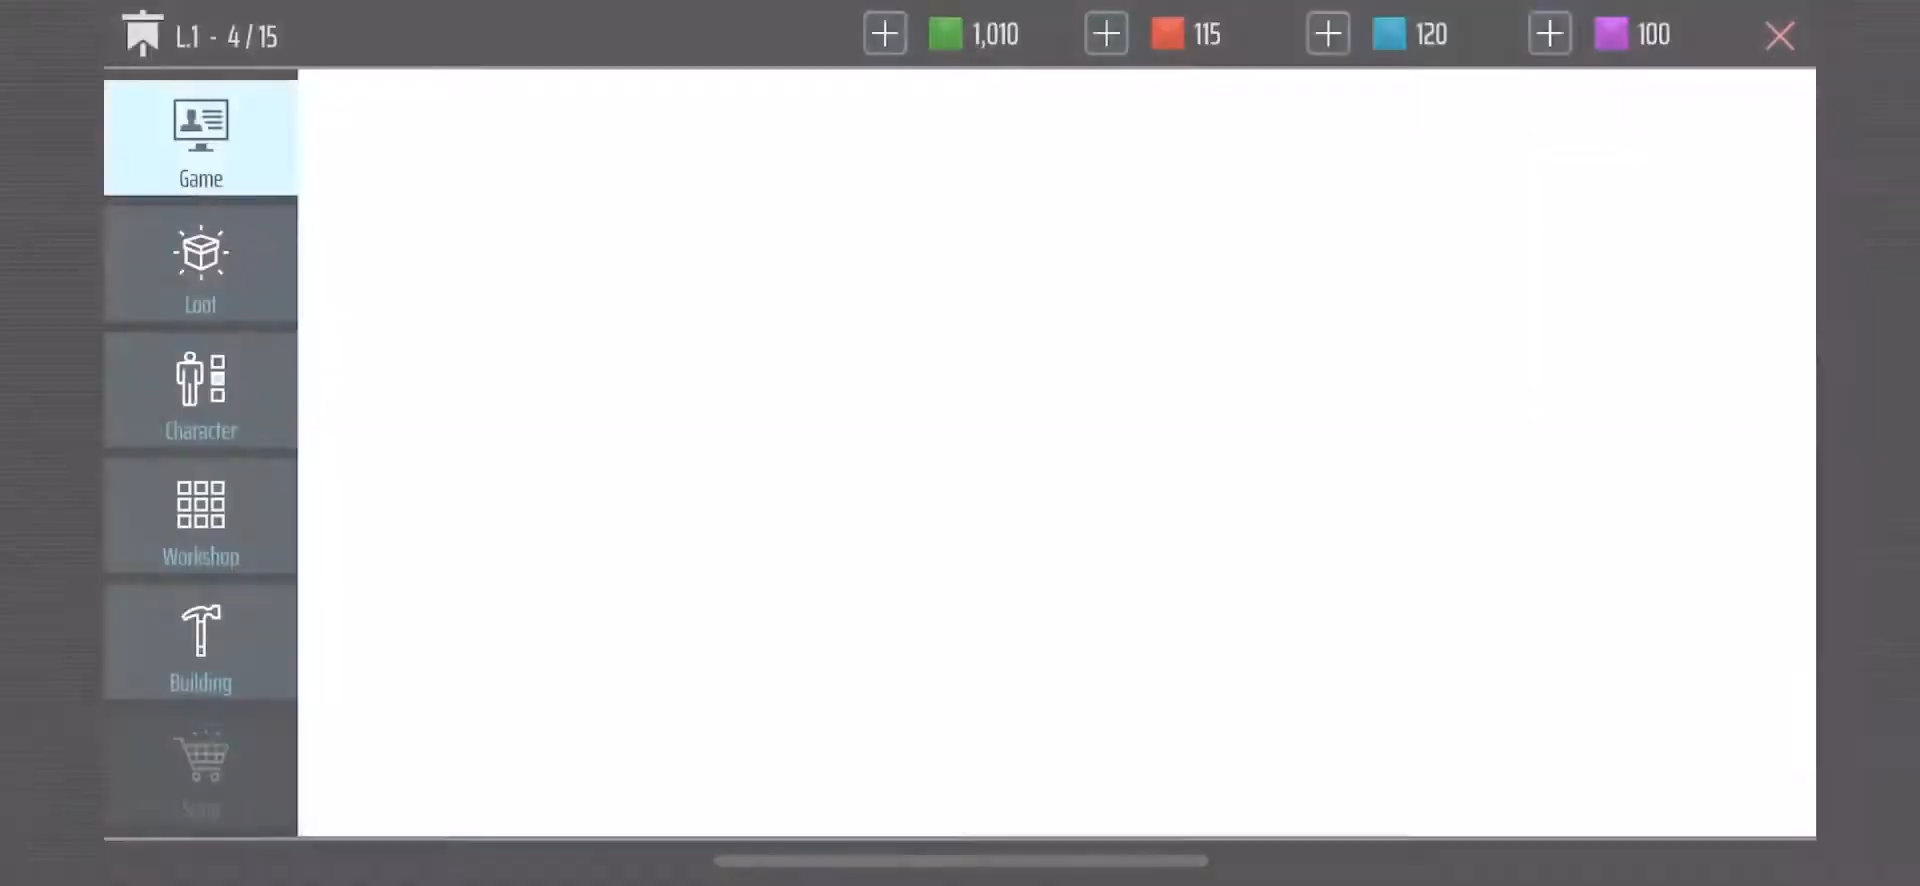 L.1 - 4 / 15
1,010
115
120
100
Game
Loot
Character
Workshop
Building